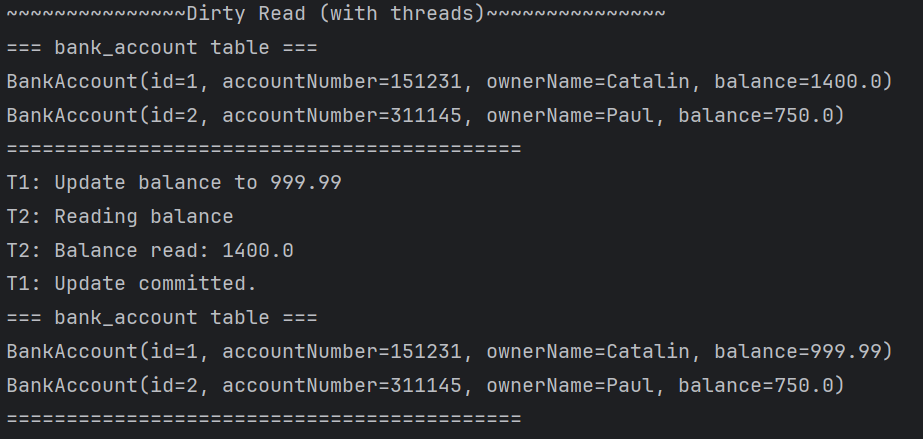 ~~~~~~~~~~~~~~~Dirty Read (with threads)~~~~~~~~~~~~~~~
=== bank_account table ===
BankAccount(id=1, accountNumber=151231, ownerName=Catalin, balance=1400.0)
BankAccount(id=2, accountNumber=311145, ownerName=Paul, balance=750.0)
===========================================
T1: Update balance to 999.99
T2: Reading balance
T2: Balance read: 1400.0
T1: Update committed.
=== bank_account table ===
BankAccount(id=1, accountNumber=151231, ownerName=Catalin, balance=999.99)
BankAccount(id=2, accountNumber=311145, ownerName=Paul, balance=750.0)
===========================================